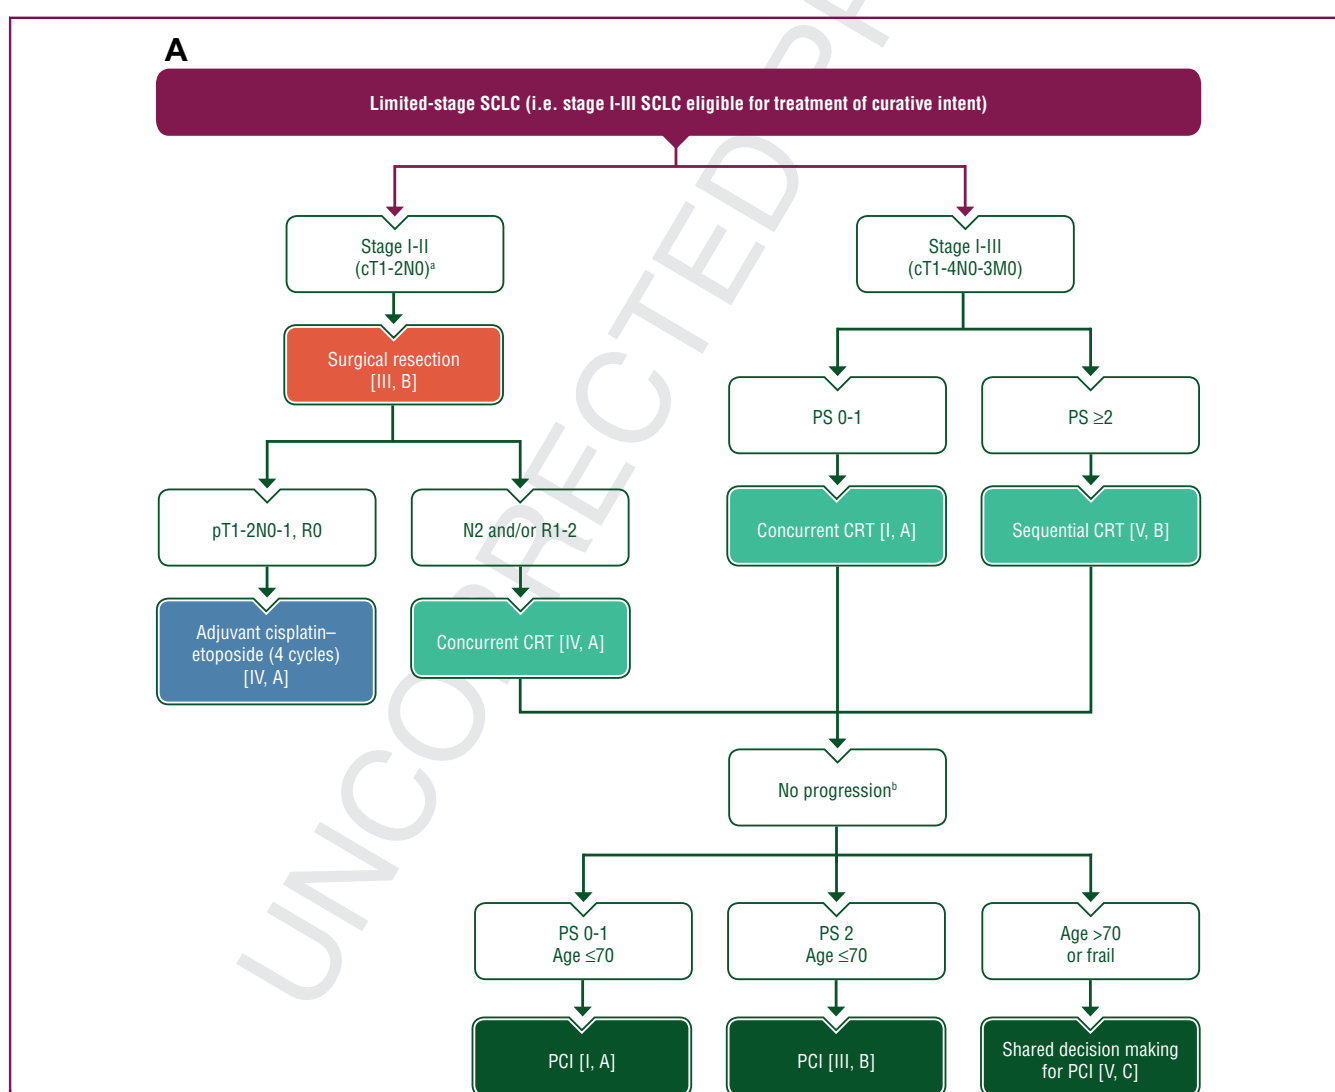 A
Limited-stage SCLC (i.e. stage I-III SCLC eligible for treatment of curative intent)
Stage I-II
(cT1-2N0)a
Stage I-III
(cT1-4N0-3M0)
Surgical resection
[III, B]
PS 0-1
PS ≥2
pT1-2N0-1, R0
N2 and/or R1-2
Concurrent CRT [I, A]
Sequential CRT [V, B]
Adjuvant cisplatin–
etoposide (4 cycles)
[IV, A]
Concurrent CRT [IV, A]
No progressionb
PS 0-1
Age ≤70
PS 2
Age ≤70
Age >70
or frail
PCI [I, A]
PCI [III, B]
Shared decision making
for PCI [V, C]
UNCORRECTED PR